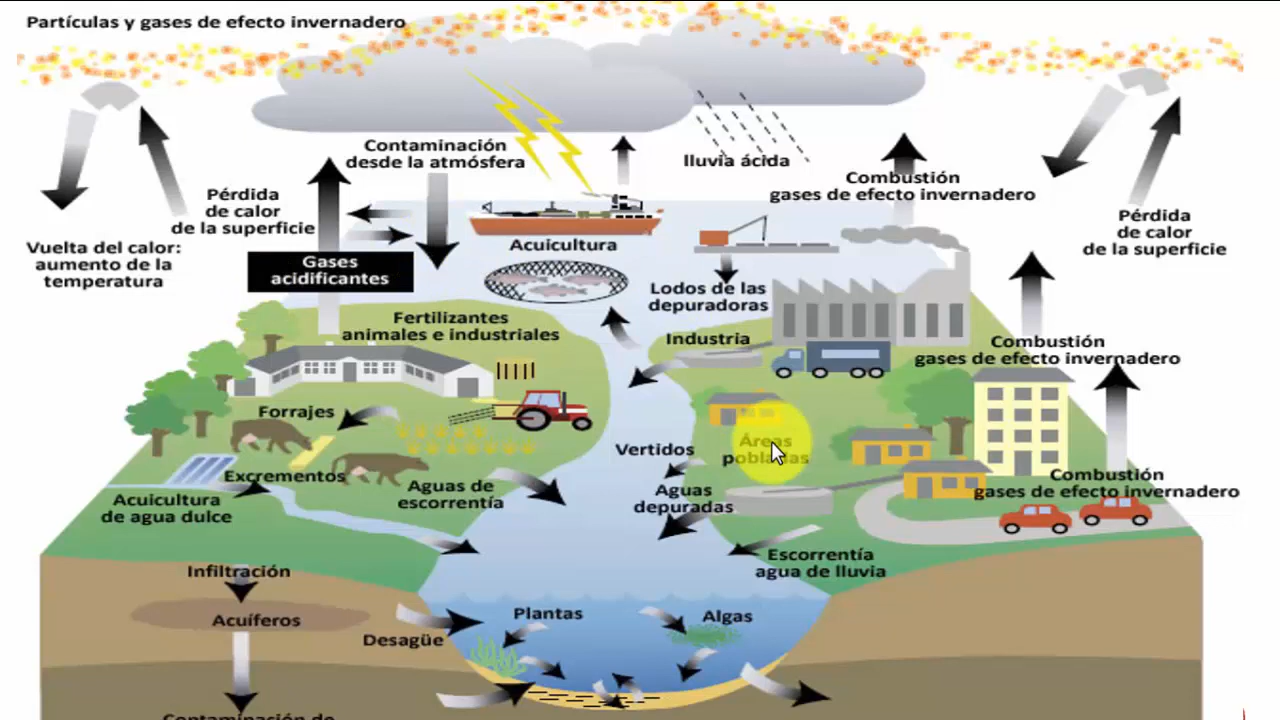 Partículas y gases de efecto invernadero
Contaminación
desde la atmósfera
lluvia ácida
Combustión
gases de efecto invernadero
Pérdida
de calor
de la superficie
Pérdida
de calor
de la superficie
Vuelta del calor:
aumento de la
temperatura
Acuicultura
Gases
acidificantes
Lodos de las
depuradoras
Fertilizantes
animales e industriales
Industria
Combustión
gases de efecto invernadero
Forrajes
Vertidos
Áreas
pobladas
Excrementos
Aguas de
escorrentía
Aguas
depuradas
Combustión
gases de efecto invernadero
Acuicultura
de agua dulce
Escorrentía
agua de lluvia
Infiltración
Acuíferos
Plantas
Algas
Desagüe
Contaminación de